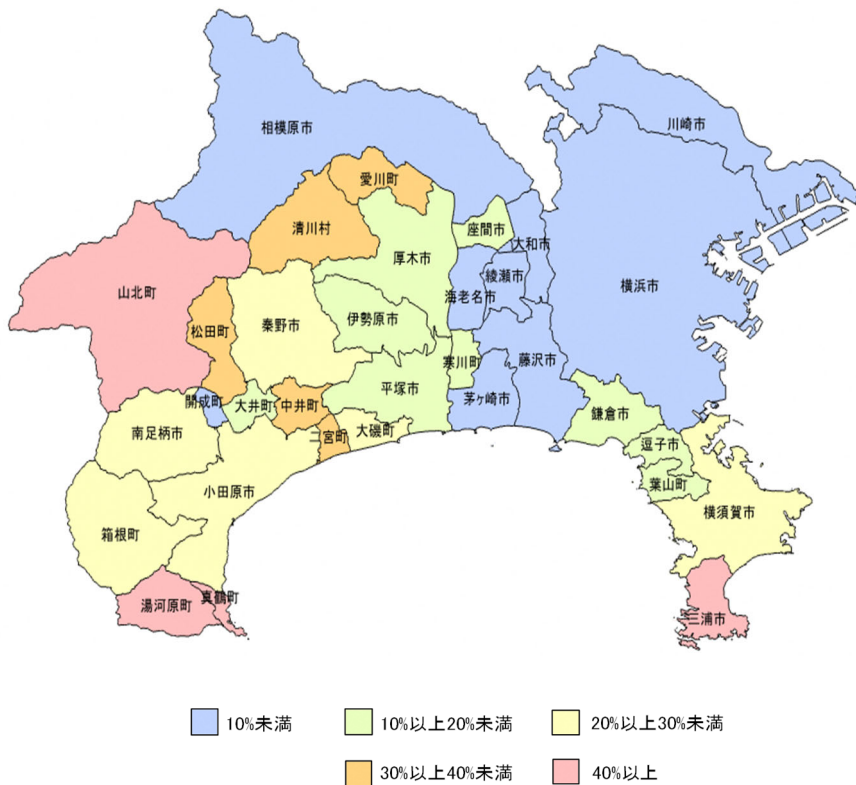 相模原市
川崎市
愛川町
座間市
清川村
大和市
厚木市
綾瀬市
横浜市
海老名市
山北町
伊勢原市
秦野市
松田町
寒川町
藤沢市
平塚市
茅ヶ崎市
開成町
大井町
中井町
鎌倉市
大磯町
南足柄市
二宮町
逗子市
葉山町
小田原市
横須賀市
箱根町
真鶴町
湯河原町
三浦市
10%未満
10%以上20%未満
20%以上30%未満
30%以上40%未満
40%以上